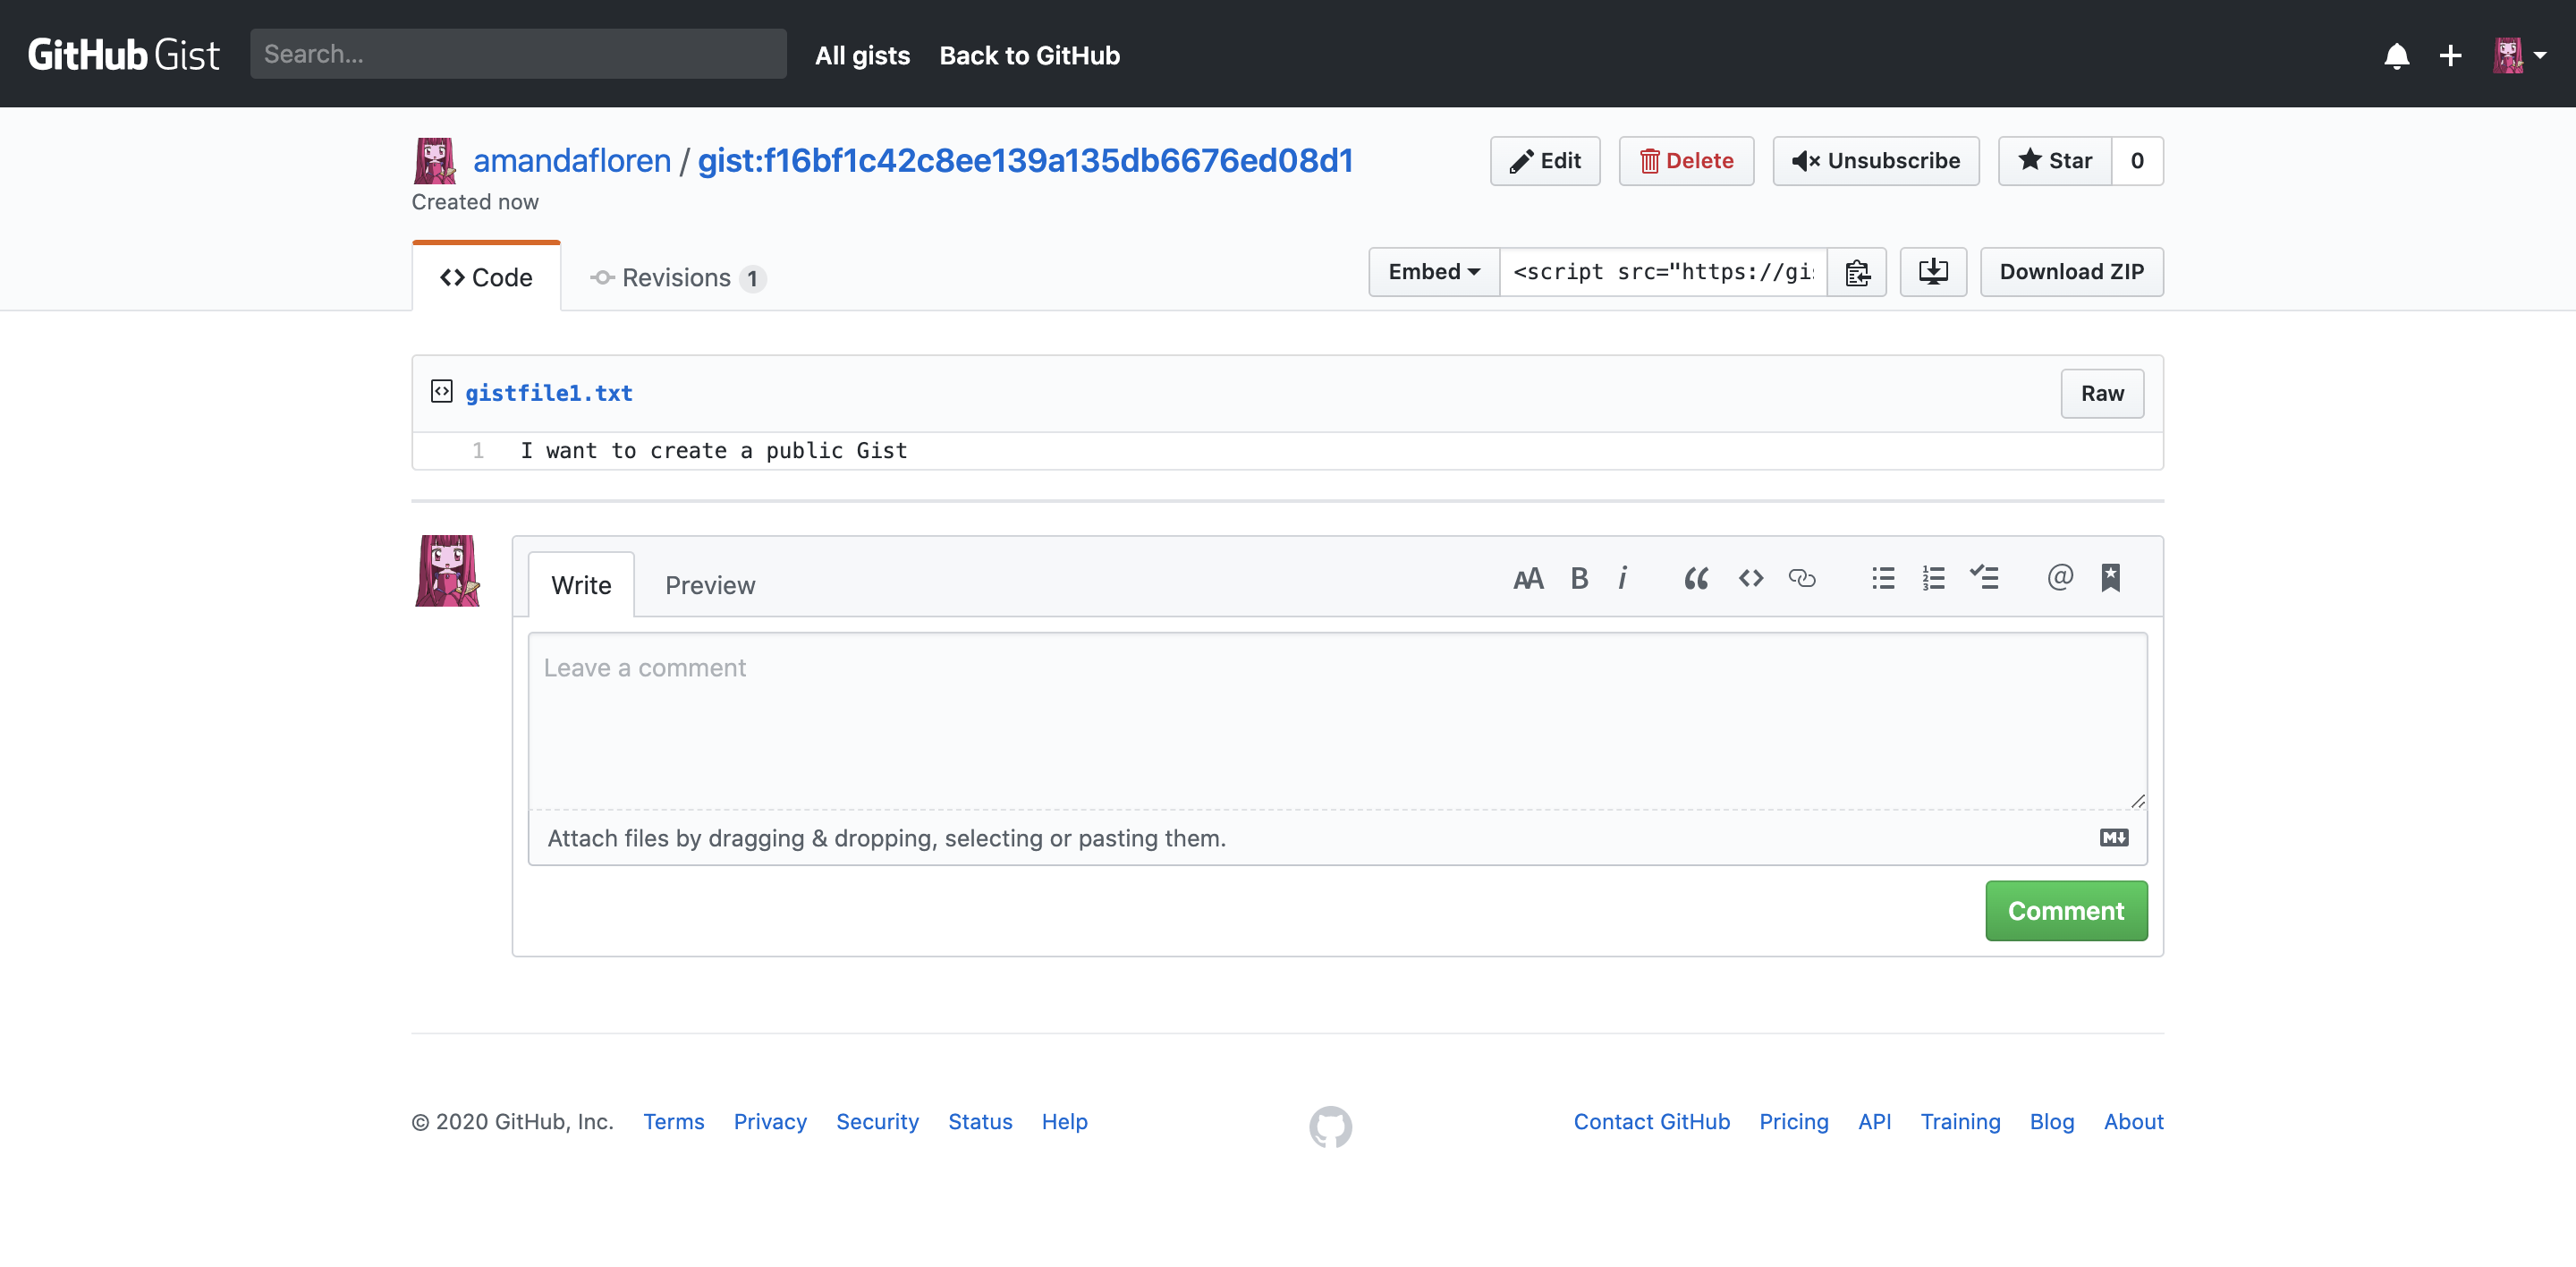 GitHub Gist Search... All gists Back to GitHub
amandafloren / gist:f16bf1c42c8ee139a135db6676ed08d1 Edit Delete Unsubscribe Star 0
Created now
Code Revisions 1 Embed <script src="https://gi Download ZIP
gistfile1.txt Raw
1 I want to create a public Gist
Write Preview AA B i
Leave a comment
Attach files by dragging & dropping, selecting or pasting them.
Comment
© 2020 GitHub, Inc. Terms Privacy Security Status Help Contact GitHub Pricing API Training Blog About